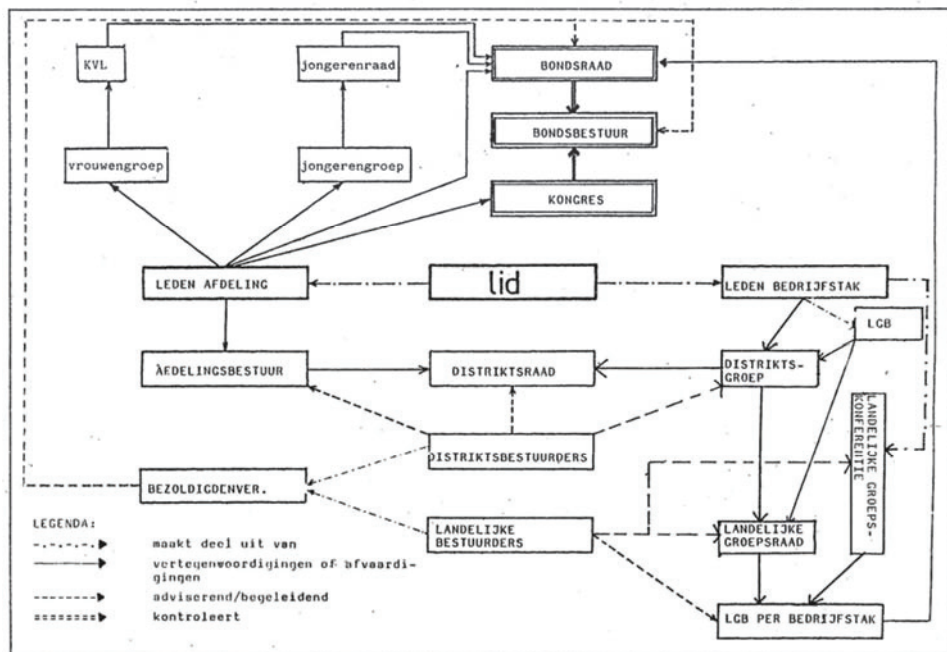 KVL
jongerenraad
BONDSRAAD
BONDSBESTUUR
vrouwengroep
jongerengroep
KONGRES
LEDEN AFDELING
lid
LEDEN BEDRIJFSTAK
LGB
AEDELINGSBESTUUR
DISTRIKTSRAAD
DISTRIKTS-
GROEP
LANDELIJKE GROEPS-
KONFERENTIE
DISTRIKTSBESTUURDERS
BEZOLDIGDENVER.
LANDELIJKE
BESTUURDERS
LANDELIJKE
GROEPSRAAD
LGB PER BEDRIJFSTAK
LEGENDA:
maakt deel uit van
vertegenwoordigingen of afvaardi-
gingen
adviserend/begeleidend
kontroleert